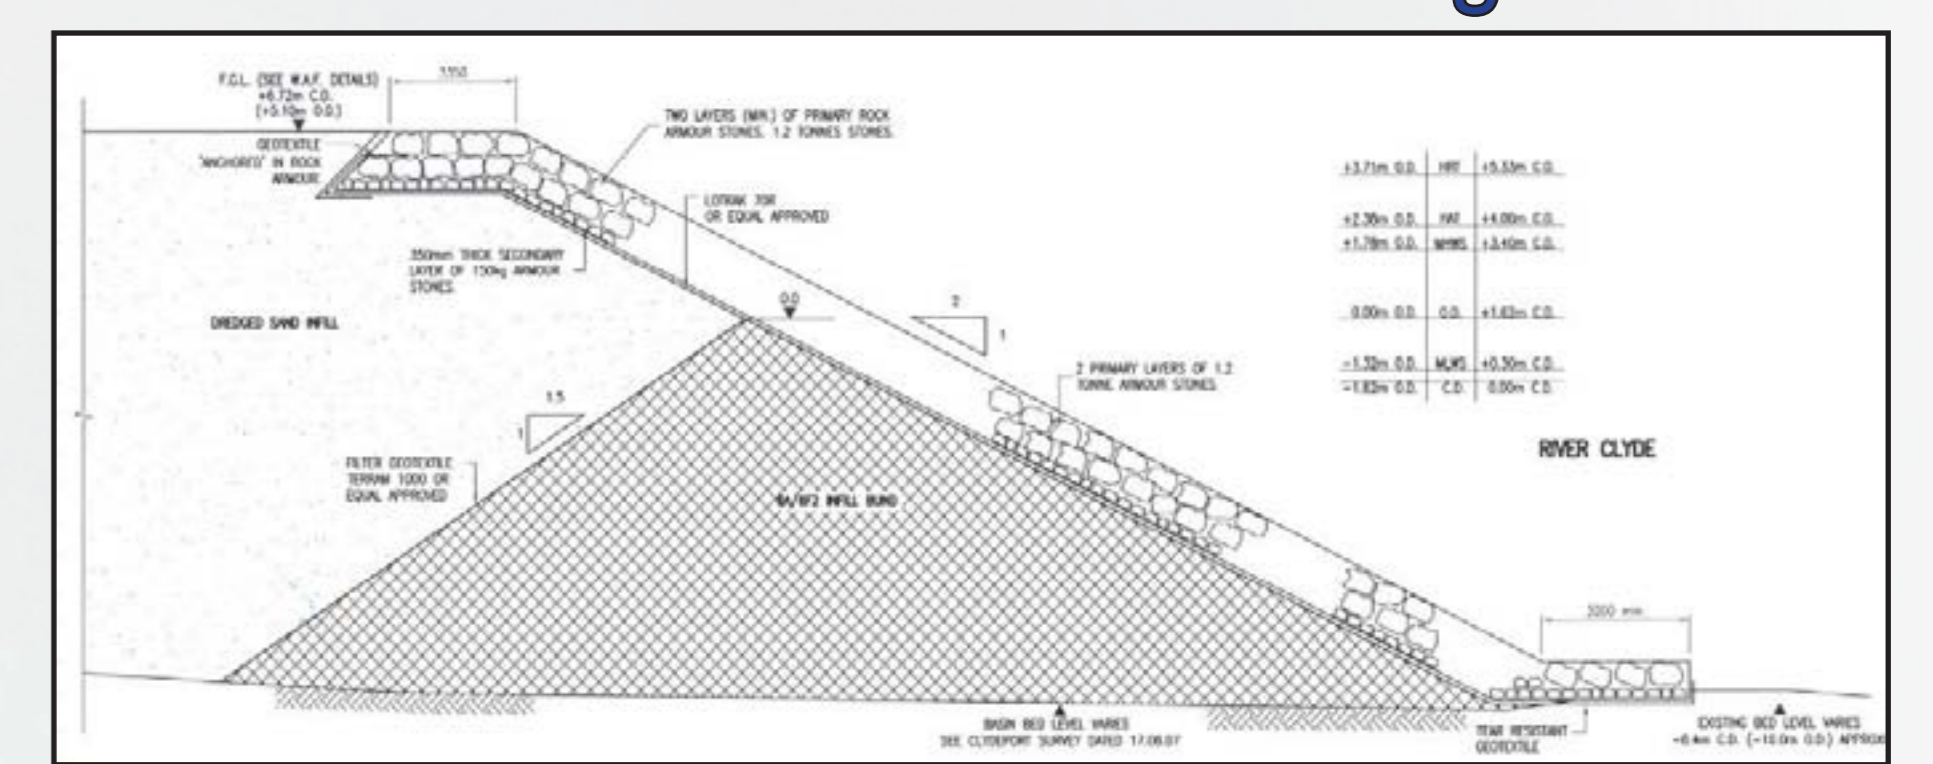 F.G.L. (SEE W.A.F. DETAILS)
+6.72m C.D.
(+5.10m O.D.)
GEOTEXTILE
'ANCHORED' IN ROCK
ARMOUR
TWO LAYERS (MIN.) OF PRIMARY ROCK
ARMOUR STONES. 1.2 TONNES STONES.
LOTRAK 70R
OR EQUAL APPROVED
350mm THICK SECONDARY
LAYER OF 150kg ARMOUR
STONES.
DREDGED SAND INFILL
0.0
2
1
1.5
1
2 PRIMARY LAYERS OF 1.2
TONNE ARMOUR STONES
FILTER GEOTEXTILE
TERRAM 1000 OR
EQUAL APPROVED
6A/6F2 INFILL BUND
+3.71m O.D. +5.33m C.D.
+2.38m O.D. HAT +4.00m C.D.
+1.78m O.D. MHWS +3.40m C.D.
0.00m O.D. O.D. +1.62m C.D.
-1.32m O.D. MLWS +0.30m C.D.
-1.62m O.D. C.D. 0.00m C.D.
RIVER CLYDE
min
BASIN BED LEVEL VARIES
SEE CLYDEPORT SURVEY DATED
TEAR RESISTANT
GEOTEXTILE
EXISTING BED LEVEL VARIES
C.D. (-10.0m O.D.) APPROX